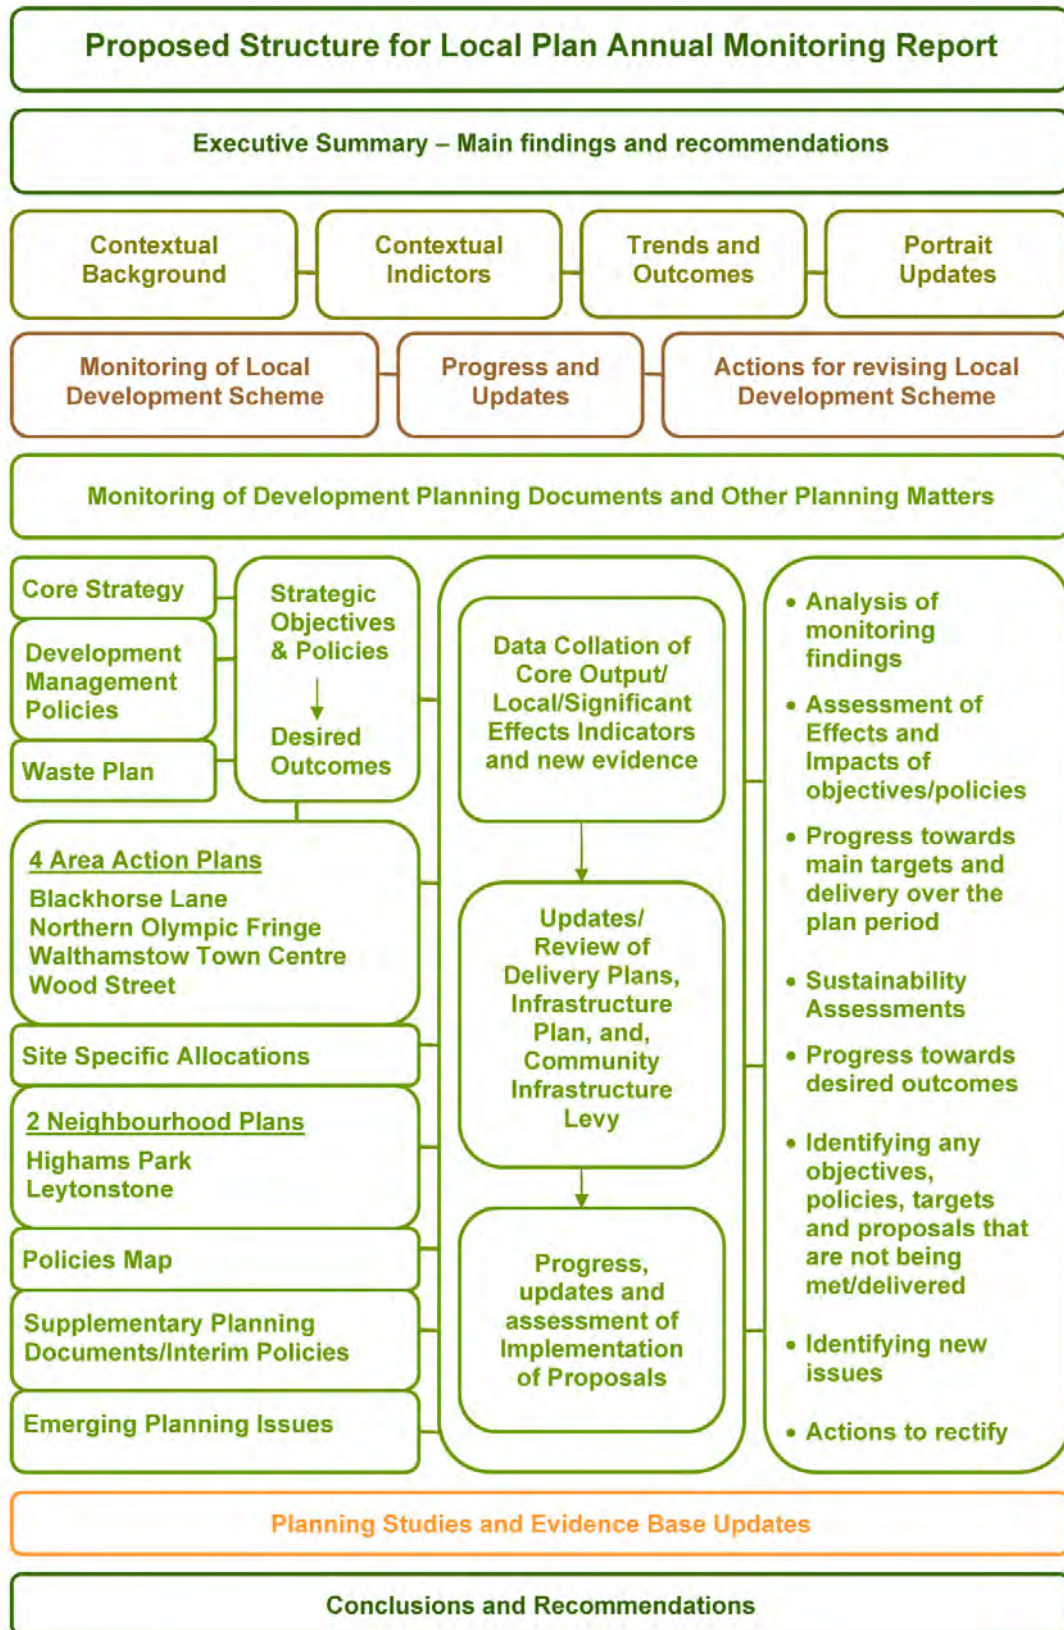 Proposed Structure for Local Plan Annual Monitoring Report
Executive Summary – Main findings and recommendations
Contextual
Background
Contextual
Indictors
Trends and
Outcomes
Portrait
Updates
Monitoring of Local
Development Scheme
Progress and
Updates
Actions for revising Local
Development Scheme
Monitoring of Development Planning Documents and Other Planning Matters
Core Strategy
Development
Management
Policies
Waste Plan
Strategic
Objectives
& Policies
Desired
Outcomes
4 Area Action Plans
Blackhorse Lane
Northern Olympic Fringe
Walthamstow Town Centre
Wood Street
Site Specific Allocations
2 Neighbourhood Plans
Highams Park
Leytonstone
Policies Map
Supplementary Planning
Documents/Interim Policies
Emerging Planning Issues
Data Collation of
Core Output/
Local/Significant
Effects Indicators
and new evidence
Updates/
Review of
Delivery Plans,
Infrastructure
Plan, and,
Community
Infrastructure
Levy
Progress,
updates and
assessment of
Implementation
of Proposals
• Analysis of
monitoring
findings
• Assessment of
Effects and
Impacts of
objectives/policies
• Progress towards
main targets and
delivery over the
plan period
• Sustainability
Assessments
• Progress towards
desired outcomes
• Identifying any
objectives,
policies, targets
and proposals that
are not being
met/delivered
• Identifying new
issues
• Actions to rectify
Planning Studies and Evidence Base Updates
Conclusions and Recommendations